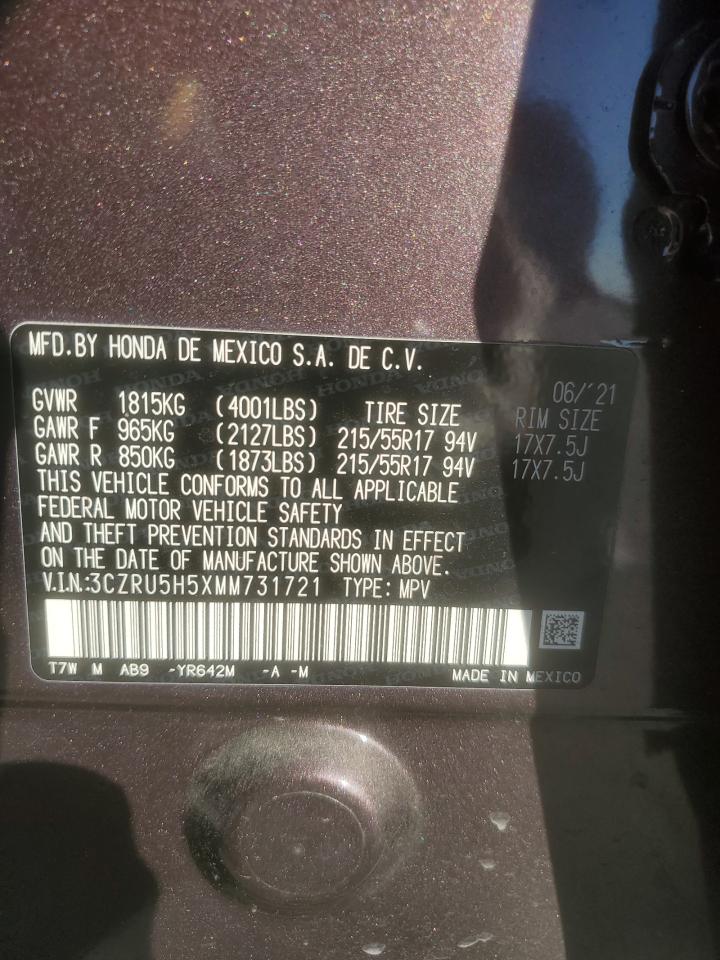 MFD.BY HONDA DE MEXICO S.A. DE C.V.
06/'21
GVWR 1815KG (4001LBS) TIRE SIZE RIM SIZE
GAWR F 965KG (2127LBS) 215/55R17 94V 17X7.5J
GAWR R 850KG (1873LBS) 215/55R17 94V 17X7.5J
THIS VEHICLE CONFORMS TO ALL APPLICABLE
FEDERAL MOTOR VEHICLE SAFETY
AND THEFT PREVENTION STANDARDS IN EFFECT
ON THE DATE OF MANUFACTURE SHOWN ABOVE.
V.I.N.:3CZRU5H5XMM731721 TYPE: MPV
T7W M AB9 -YR642M -A -M MADE IN MEXICO